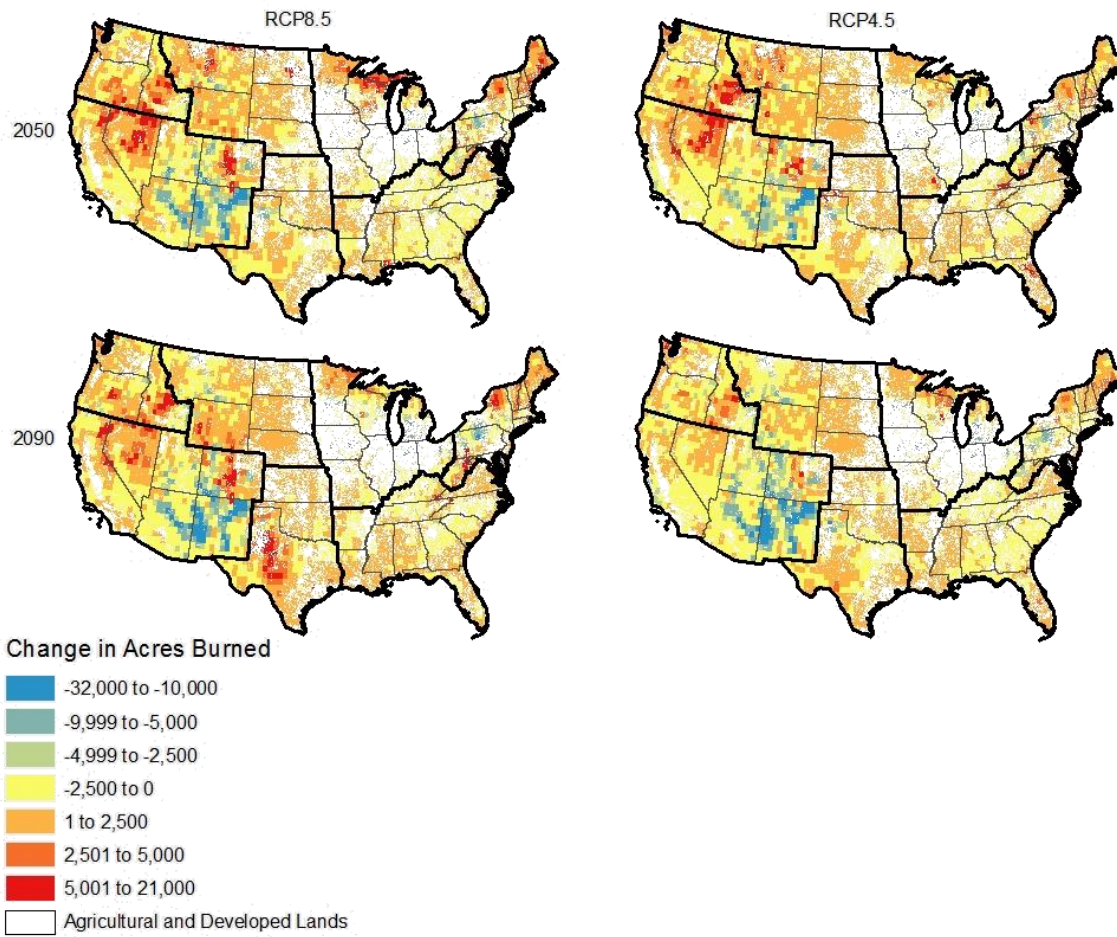 RCP8.5
RCP4.5
2050
2090
Change in Acres Burned
-32,000 to -10,000
-9,999 to -5,000
-4,999 to -2,500
-2,500 to 0
1 to 2,500
2,501 to 5,000
5,001 to 21,000
Agricultural and Developed Lands